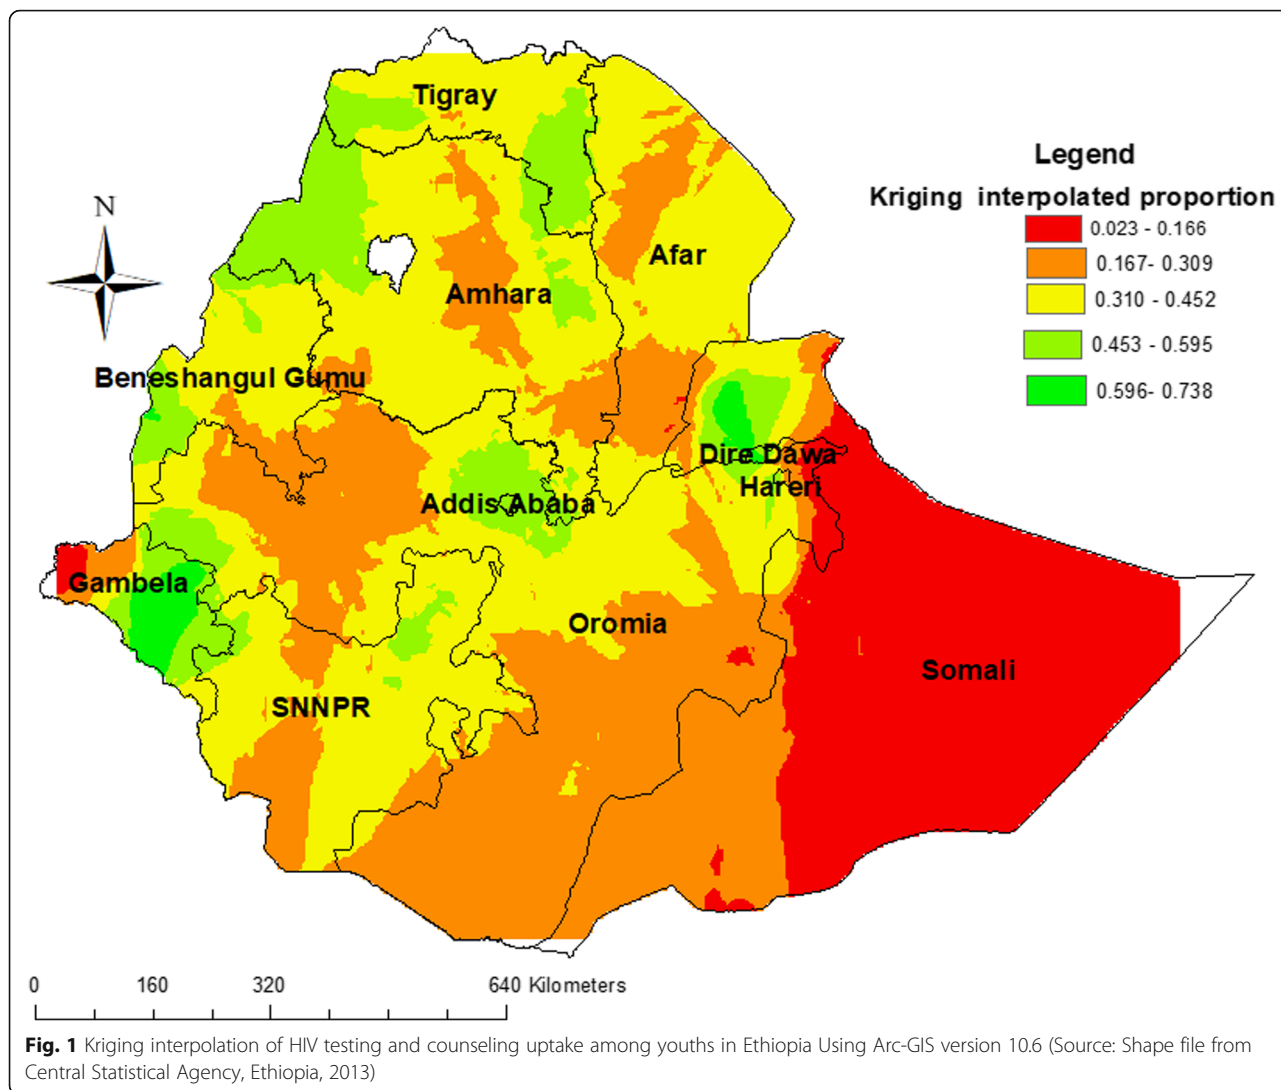 Tigray
Legend
Kriging interpolated proportion
0.023 - 0.166
0.167- 0.309
0.310 - 0.452
0.453 - 0.595
0.596- 0.738
N
Afar
Amhara
Beneshangul Gumu
Dire Dawa
Hareri
Addis Ababa
Gambela
Oromia
Somali
SNNPR
0 160 320 640 Kilometers
Fig. 1 Kriging interpolation of HIV testing and counseling uptake among youths in Ethiopia Using Arc-GIS version 10.6 (Source: Shape file from
Central Statistical Agency, Ethiopia, 2013)